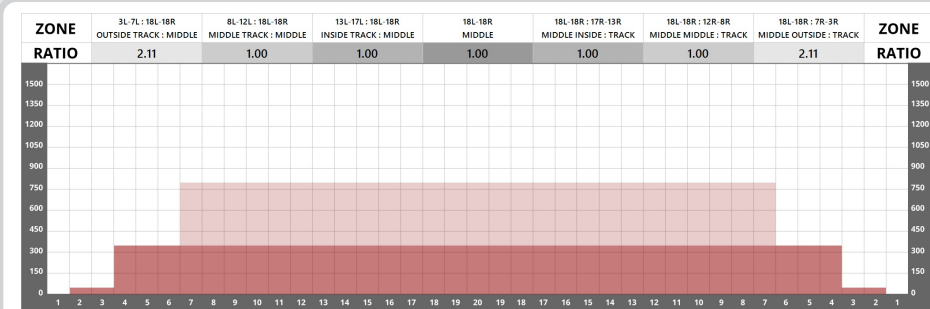 ZONE 3L-7L : 18L-18R 8L-12L : 18L-18R 13L-17L : 18L-18R 18L-18R 18L-18R : 17R-13R 18L-18R : 12R-8R 18L-18R : 7R-3R ZONE
OUTSIDE TRACK : MIDDLE MIDDLE TRACK : MIDDLE INSIDE TRACK : MIDDLE MIDDLE MIDDLE INSIDE : TRACK MIDDLE MIDDLE : TRACK MIDDLE OUTSIDE : TRACK
RATIO 2.11 1.00 1.00 1.00 1.00 1.00 2.11 RATIO
1500 1500
1350 1350
1200 1200
1050 1050
900 900
750 750
600 600
450 450
300 300
150 150
0 0
1 2 3 4 5 6 7 8 9 10 11 12 13 14 15 16 17 18 19 20 19 18 17 16 15 14 13 12 11 10 9 8 7 6 5 4 3 2 1